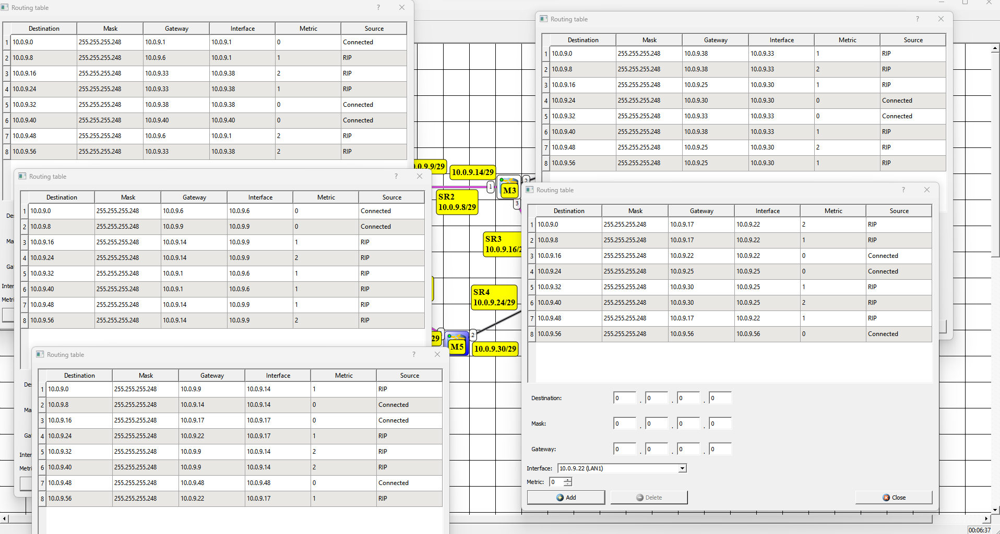 Routing table ?
Destination Mask Gateway Interface Metric Source
1 10.0.9.0 255.255.255.248 10.0.9.1 10.0.9.1 0 Connected
2 10.0.9.8 255.255.255.248 10.0.9.6 10.0.9.1 1 RIP
3 10.0.9.16 255.255.255.248 10.0.9.33 10.0.9.38 2 RIP
4 10.0.9.24 255.255.255.248 10.0.9.33 10.0.9.38 1 RIP
5 10.0.9.32 255.255.255.248 10.0.9.38 10.0.9.38 0 Connected
6 10.0.9.40 255.255.255.248 10.0.9.40 10.0.9.40 0 Connected
7 10.0.9.48 255.255.255.248 10.0.9.6 10.0.9.1 2 RIP
8 10.0.9.56 255.255.255.248 10.0.9.33 10.0.9.38 2 RIP
Routing table ?
Destination Mask Gateway Interface Metric Source
1 10.0.9.0 255.255.255.248 10.0.9.38 10.0.9.33 1 RIP
2 10.0.9.8 255.255.255.248 10.0.9.38 10.0.9.33 2 RIP
3 10.0.9.16 255.255.255.248 10.0.9.25 10.0.9.30 1 RIP
4 10.0.9.24 255.255.255.248 10.0.9.30 10.0.9.30 0 Connected
5 10.0.9.32 255.255.255.248 10.0.9.33 10.0.9.33 0 Connected
6 10.0.9.40 255.255.255.248 10.0.9.38 10.0.9.33 1 RIP
7 10.0.9.48 255.255.255.248 10.0.9.25 10.0.9.30 2 RIP
8 10.0.9.56 255.255.255.248 10.0.9.25 10.0.9.30 1 RIP
.0.9.9/29
10.0.9.14/29
1
M3
2
3
SR2
10.0.9.8/29
SR3
10.0.9.16/2
SR4
10.0.9.24/29
29
M5
2
10.0.9.30/29
De
Ma
Ga
Inter
Metri
Routing table ?
Destination Mask Gateway Interface Metric Source
1 10.0.9.0 255.255.255.248 10.0.9.6 10.0.9.6 0 Connected
2 10.0.9.8 255.255.255.248 10.0.9.9 10.0.9.9 0 Connected
3 10.0.9.16 255.255.255.248 10.0.9.14 10.0.9.9 1 RIP
4 10.0.9.24 255.255.255.248 10.0.9.14 10.0.9.9 2 RIP
5 10.0.9.32 255.255.255.248 10.0.9.1 10.0.9.6 1 RIP
6 10.0.9.40 255.255.255.248 10.0.9.1 10.0.9.6 1 RIP
7 10.0.9.48 255.255.255.248 10.0.9.14 10.0.9.9 1 RIP
8 10.0.9.56 255.255.255.248 10.0.9.14 10.0.9.9 2 RIP
De
Ma
Ga
Inter
Metri
Routing table ?
Destination Mask Gateway Interface Metric Source
1 10.0.9.0 255.255.255.248 10.0.9.17 10.0.9.22 2 RIP
2 10.0.9.8 255.255.255.248 10.0.9.17 10.0.9.22 1 RIP
3 10.0.9.16 255.255.255.248 10.0.9.22 10.0.9.22 0 Connected
4 10.0.9.24 255.255.255.248 10.0.9.25 10.0.9.25 0 Connected
5 10.0.9.32 255.255.255.248 10.0.9.30 10.0.9.25 1 RIP
6 10.0.9.40 255.255.255.248 10.0.9.30 10.0.9.25 2 RIP
7 10.0.9.48 255.255.255.248 10.0.9.17 10.0.9.22 1 RIP
8 10.0.9.56 255.255.255.248 10.0.9.56 10.0.9.56 0 Connected
Destination: 0 . 0 . 0 . 0
Mask: 0 . 0 . 0 . 0
Gateway: 0 . 0 . 0 . 0
Interface: 10.0.9.22 (LAN1)
Metric: 0
Add Delete Close
Routing table ?
Destination Mask Gateway Interface Metric Source
1 10.0.9.0 255.255.255.248 10.0.9.9 10.0.9.14 1 RIP
2 10.0.9.8 255.255.255.248 10.0.9.14 10.0.9.14 0 Connected
3 10.0.9.16 255.255.255.248 10.0.9.17 10.0.9.17 0 Connected
4 10.0.9.24 255.255.255.248 10.0.9.22 10.0.9.17 1 RIP
5 10.0.9.32 255.255.255.248 10.0.9.9 10.0.9.14 2 RIP
6 10.0.9.40 255.255.255.248 10.0.9.9 10.0.9.14 2 RIP
7 10.0.9.48 255.255.255.248 10.0.9.48 10.0.9.48 0 Connected
8 10.0.9.56 255.255.255.248 10.0.9.22 10.0.9.17 1 RIP
00:06:37